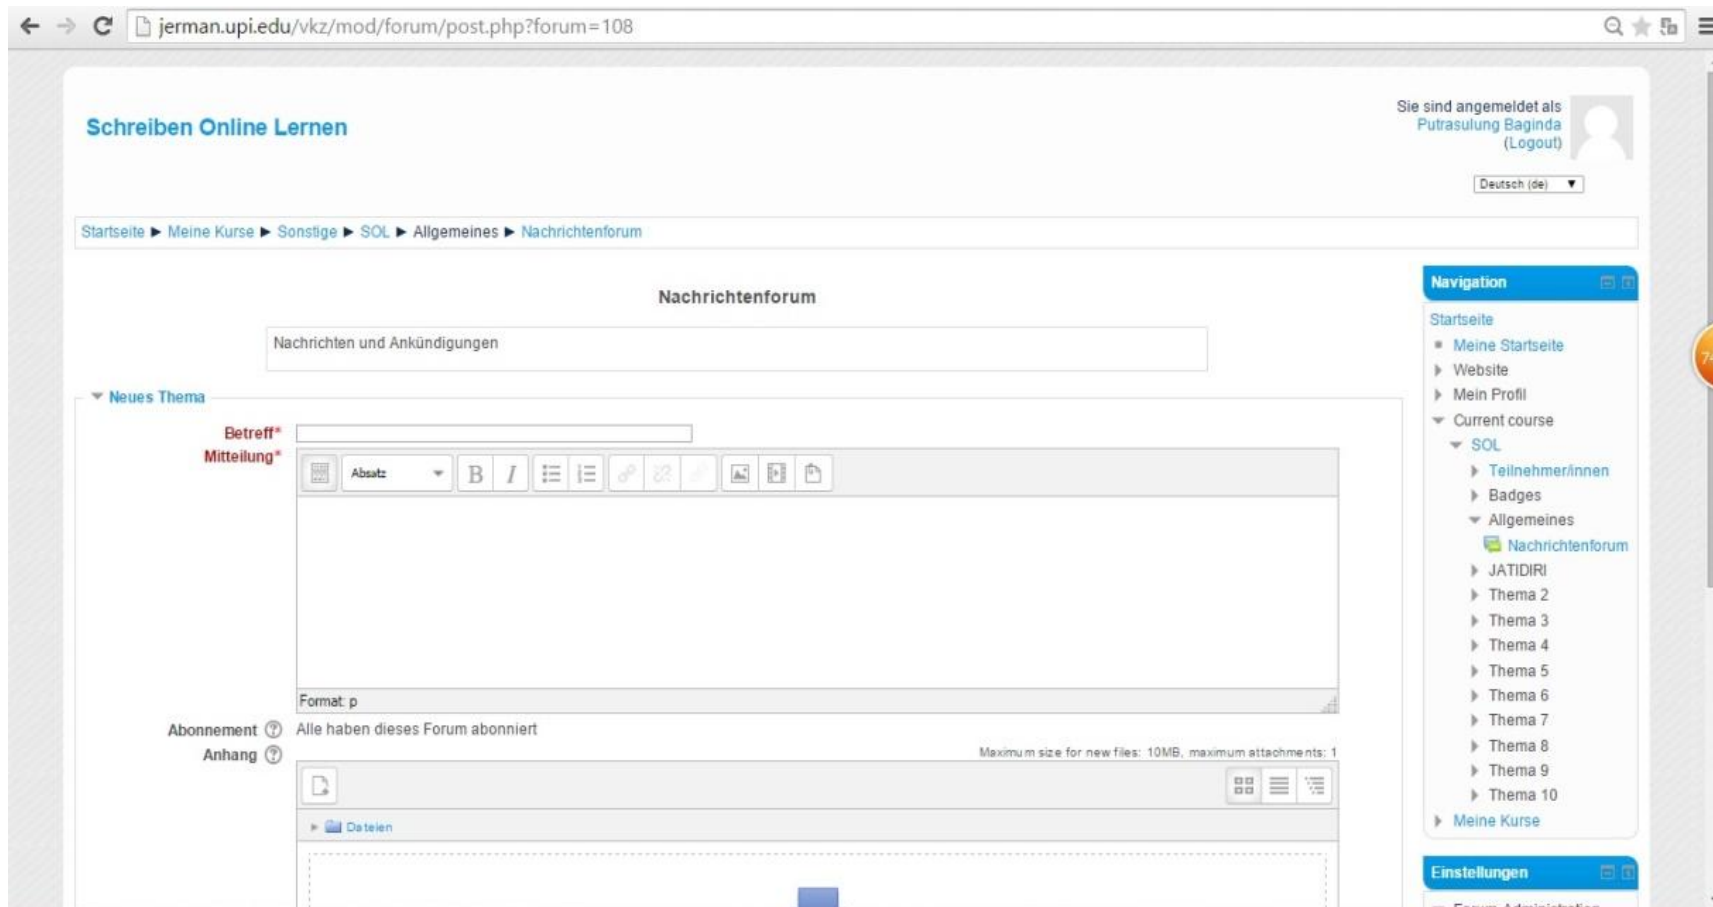 jerman.upi.edu/vkz/mod/forum/post.php?forum=108
Schreiben Online Lernen
Sie sind angemeldet als
Putrasulung Baginda
(Logout)
Deutsch (de)
Startseite ► Meine Kurse ► Sonstige ► SOL ► Allgemeines ► Nachrichtenforum
Nachrichtenforum
Nachrichten und Ankündigungen
Neues Thema
Betreff*
Mitteilung*
Absatz
B I
Format: p
Abonnement Alle haben dieses Forum abonniert
Anhang
Maximum size for new files: 10MB, maximum attachments: 1
Dateien
Navigation
Startseite
Meine Startseite
Website
Mein Profil
Current course
SOL
Teilnehmer/innen
Badges
Allgemeines
Nachrichtenforum
JATIDIRI
Thema 2
Thema 3
Thema 4
Thema 5
Thema 6
Thema 7
Thema 8
Thema 9
Thema 10
Meine Kurse
Einstellungen